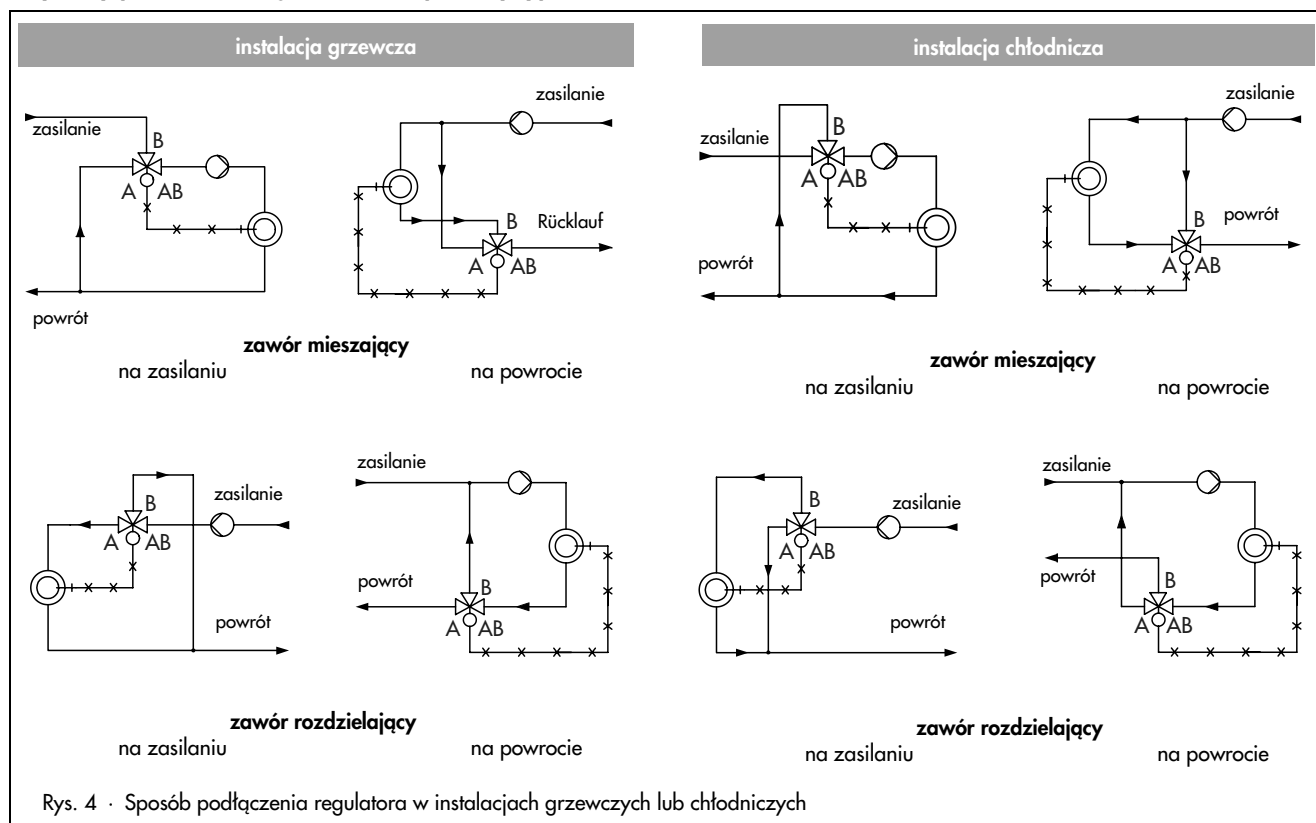 instalacja grzewcza
instalacja chłodnicza
zasilanie
B
A
AB
powrót
zasilanie
B
Rücklauf
A
AB
zawór mieszający
na zasilaniu
na powrocie
zasilanie
B
A
AB
powrót
zasilanie
B
powrót
A
AB
zawór mieszający
na zasilaniu
na powrocie
B
zasilanie
A
AB
powrót
zasilanie
powrót
B
A
AB
zawór rozdzielający
na zasilaniu
na powrocie
B
zasilanie
A
AB
powrót
zasilanie
powrót
B
A
AB
zawór rozdzielający
na zasilaniu
na powrocie
Rys. 4 · Sposób podłączenia regulatora w instalacjach grzewczych lub chłodniczych